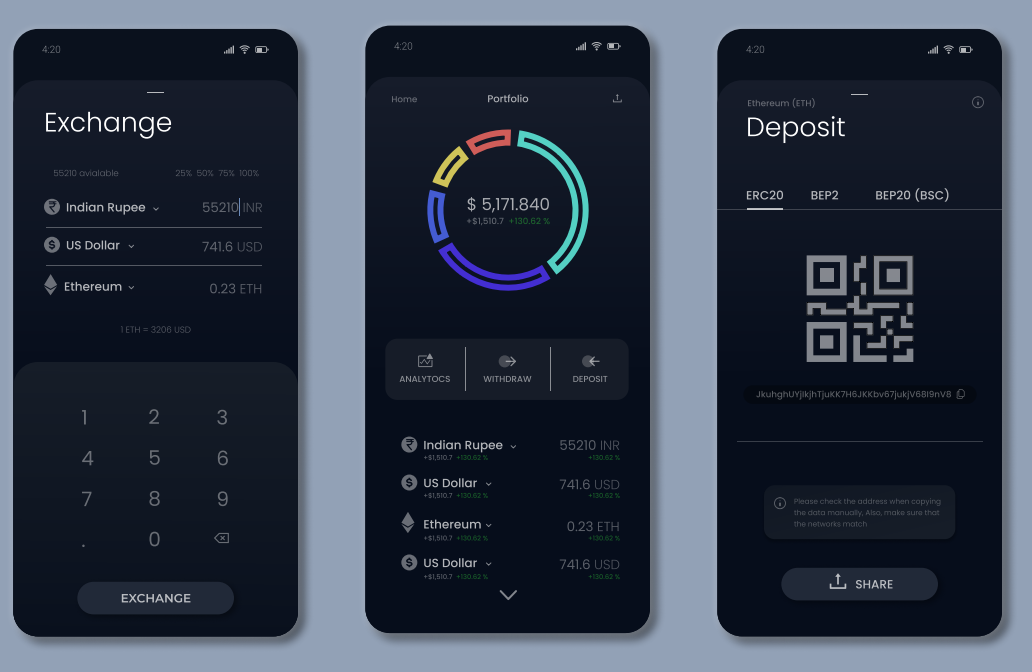 4:20
Exchange
55210 avialable 25% 50% 75% 100%
Indian Rupee 55210 INR
US Dollar 741.6 USD
Ethereum 0.23 ETH
1 ETH = 3206 USD
1 2 3
4 5 6
7 8 9
. 0
EXCHANGE
4:20
Home Portfolio
$ 5,171.840
+$1,510.7 +130.62 %
ANALYTOCS WITHDRAW DEPOSIT
Indian Rupee 55210 INR
+$1,510.7 +130.62 % +130.62 %
US Dollar 741.6 USD
+$1,510.7 +130.62 % +130.62 %
Ethereum 0.23 ETH
+$1,510.7 +130.62 % +130.62 %
US Dollar 741.6 USD
+$1,510.7 +130.62 % +130.62 %
4:20
Ethereum (ETH)
Deposit
ERC20 BEP2 BEP20 (BSC)
JkuhghUYjIkjhTjuKK7H6JKKbv67jukjV68I9nV8
Please check the address when copying
the data manually, Also, make sure that
the networks match
SHARE